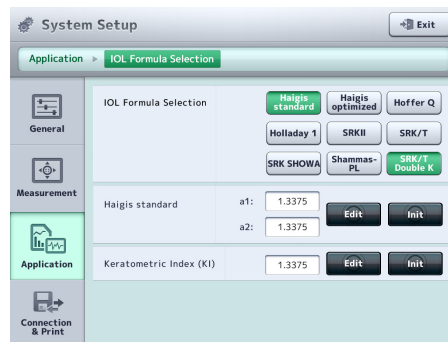 System Setup
Exit
Application
IOL Formula Selection
General
Measurement
Application
Connection
& Print
IOL Formula Selection
Haigis
standard
Haigis
optimized
Hoffer Q
Holladay 1
SRKII
SRK/T
SRK SHOWA
Shammas-
PL
SRK/T
Double K
Haigis standard
a1:
1.3375
a2:
1.3375
Edit
Init
Keratometric Index (KI)
1.3375
Edit
Init